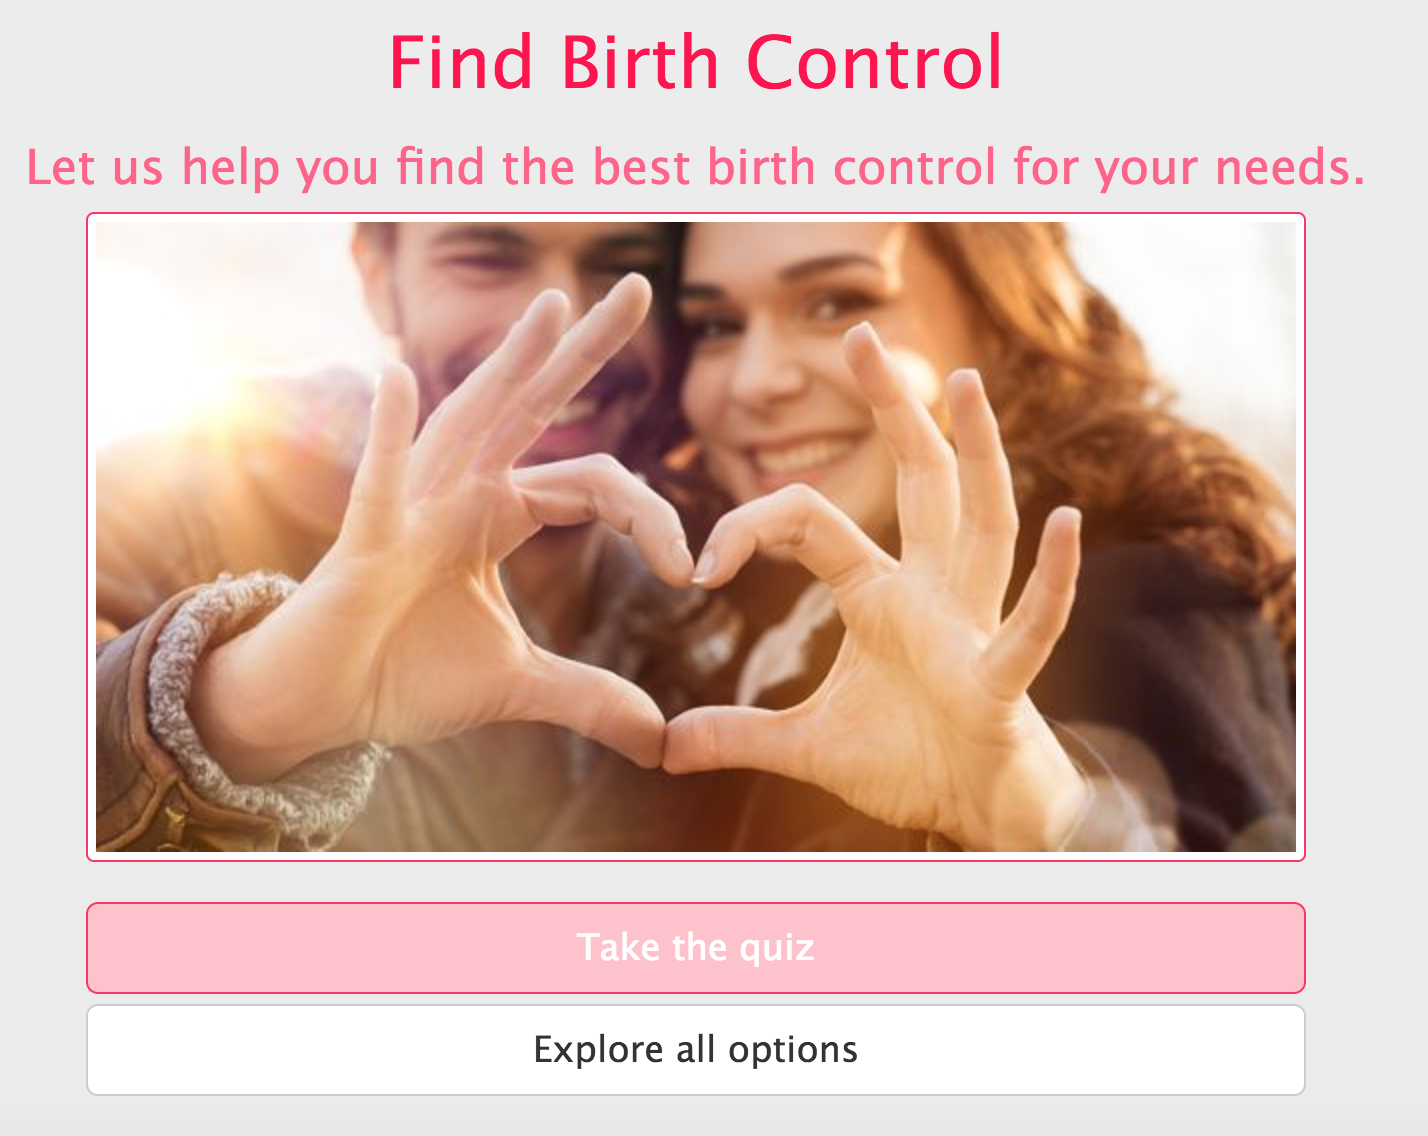 Find Birth Control
Let us help you find the best birth control for your needs.
Take the quiz
Explore all options